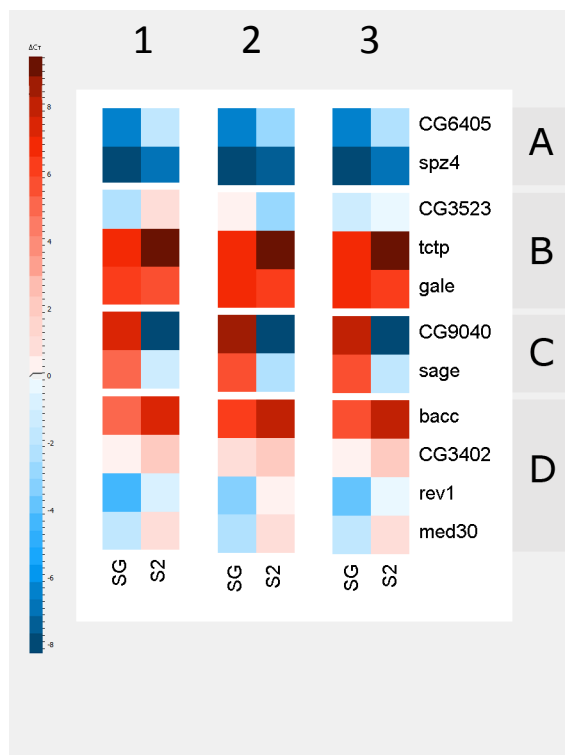 1 2 3
ΔCT
8
6
4
2
0
-2
-4
-6
-8
CG6405
spz4
A
CG3523
tctp
gale
B
CG9040
sage
C
bacc
CG3402
rev1
med30
D
SG S2 SG S2 SG S2